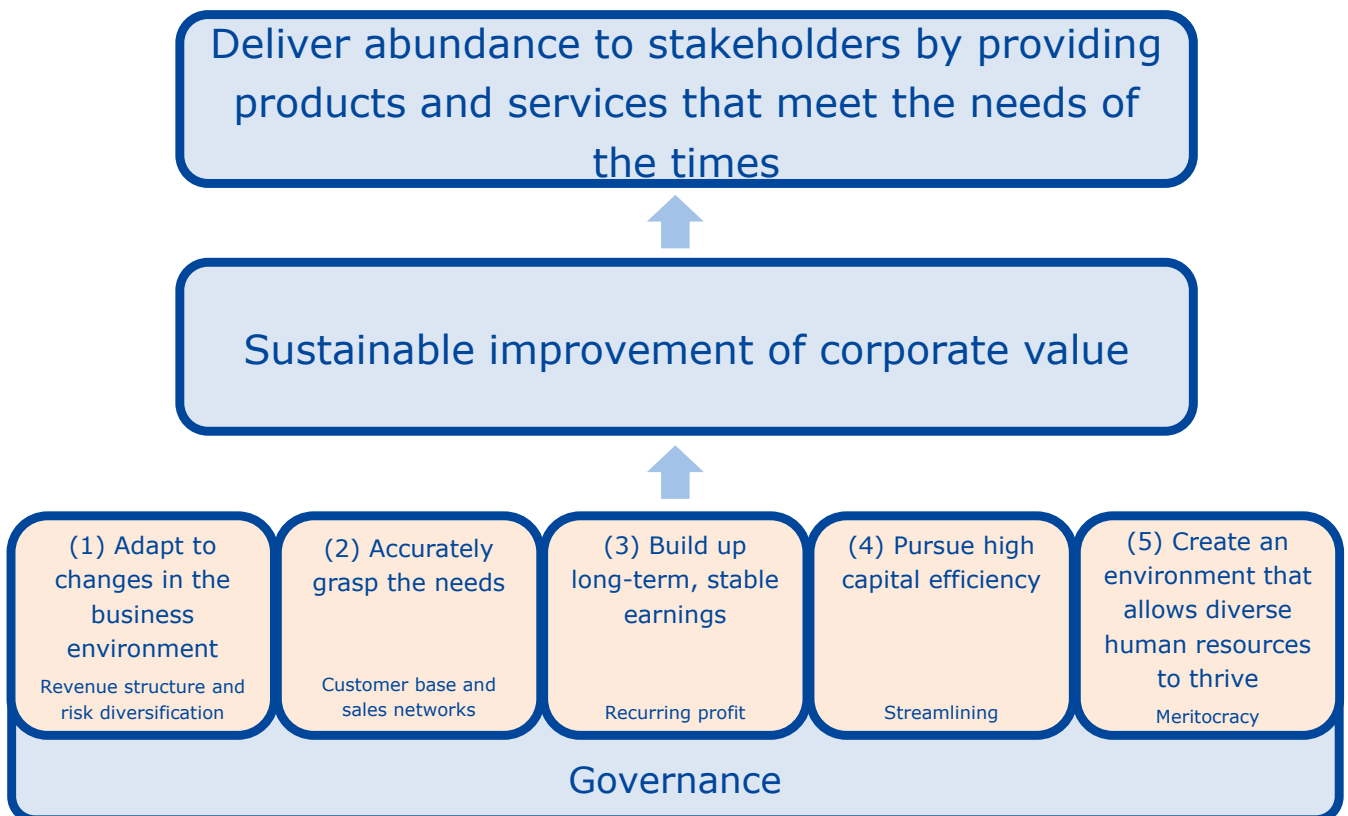 Deliver abundance to stakeholders by providing
products and services that meet the needs of
the times
Sustainable improvement of corporate value
(1) Adapt to
changes in the
business
environment
Revenue structure and
risk diversification
(2) Accurately
grasp the needs
Customer base and
sales networks
(3) Build up
long-term, stable
earnings
Recurring profit
(4) Pursue high
capital efficiency
Streamlining
(5) Create an
environment that
allows diverse
human resources
to thrive
Meritocracy
Governance